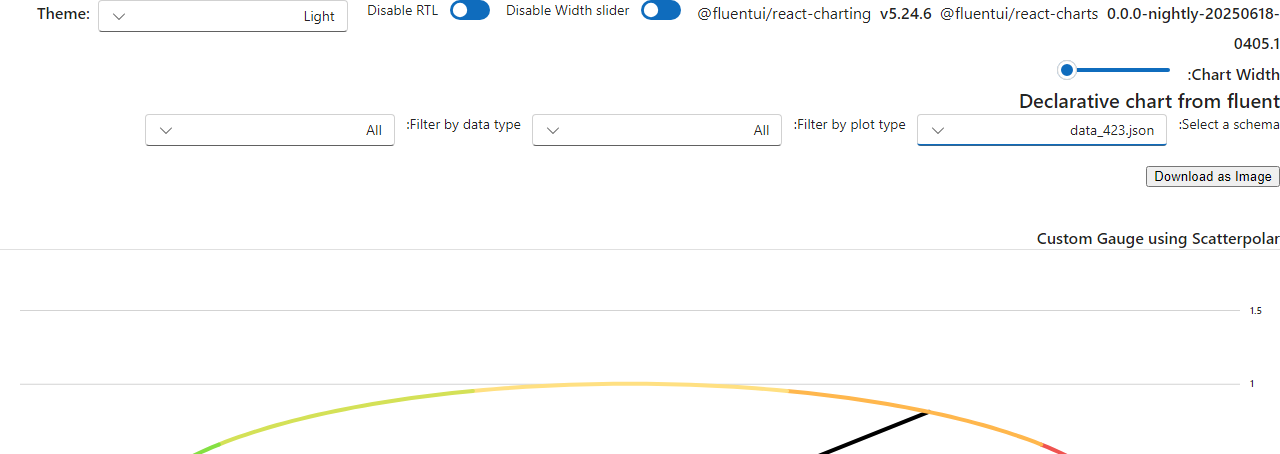 Theme: Light Disable RTL Disable Width slider @fluentui/react-charting v5.24.6 @fluentui/react-charts 0.0.0-nightly-20250618-
0405.1
:Chart Width
Declarative chart from fluent
All :Filter by data type All :Filter by plot type data_423.json :Select a schema
Download as Image
Custom Gauge using Scatterpolar
1.5
1